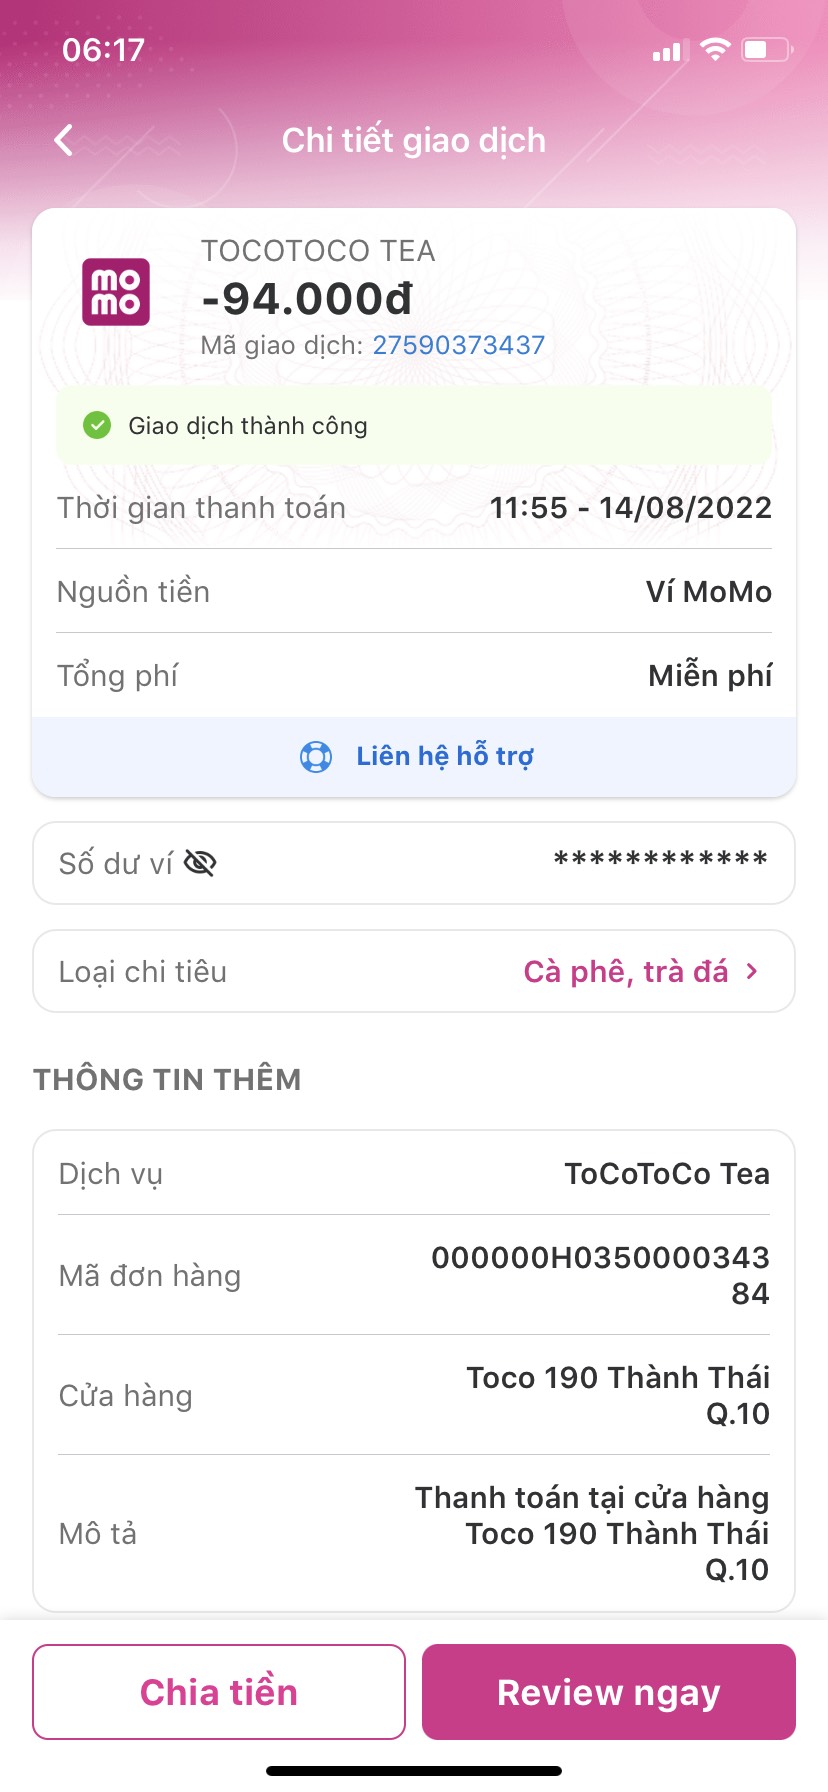 06:17
Chi tiết giao dịch
mo
mo
TOCOTOCO TEA
-94.000đ
Mã giao dịch: 27590373437
Giao dịch thành công
Thời gian thanh toán 11:55 - 14/08/2022
Nguồn tiền Ví MoMo
Tổng phí Miễn phí
Liên hệ hỗ trợ
Số dư ví ************
Loại chi tiêu Cà phê, trà đá
THÔNG TIN THÊM
Dịch vụ ToCoToCo Tea
Mã đơn hàng 000000H0350000343
84
Cửa hàng Toco 190 Thành Thái
Q.10
Mô tả Thanh toán tại cửa hàng
Toco 190 Thành Thái
Q.10
Chia tiền Review ngay